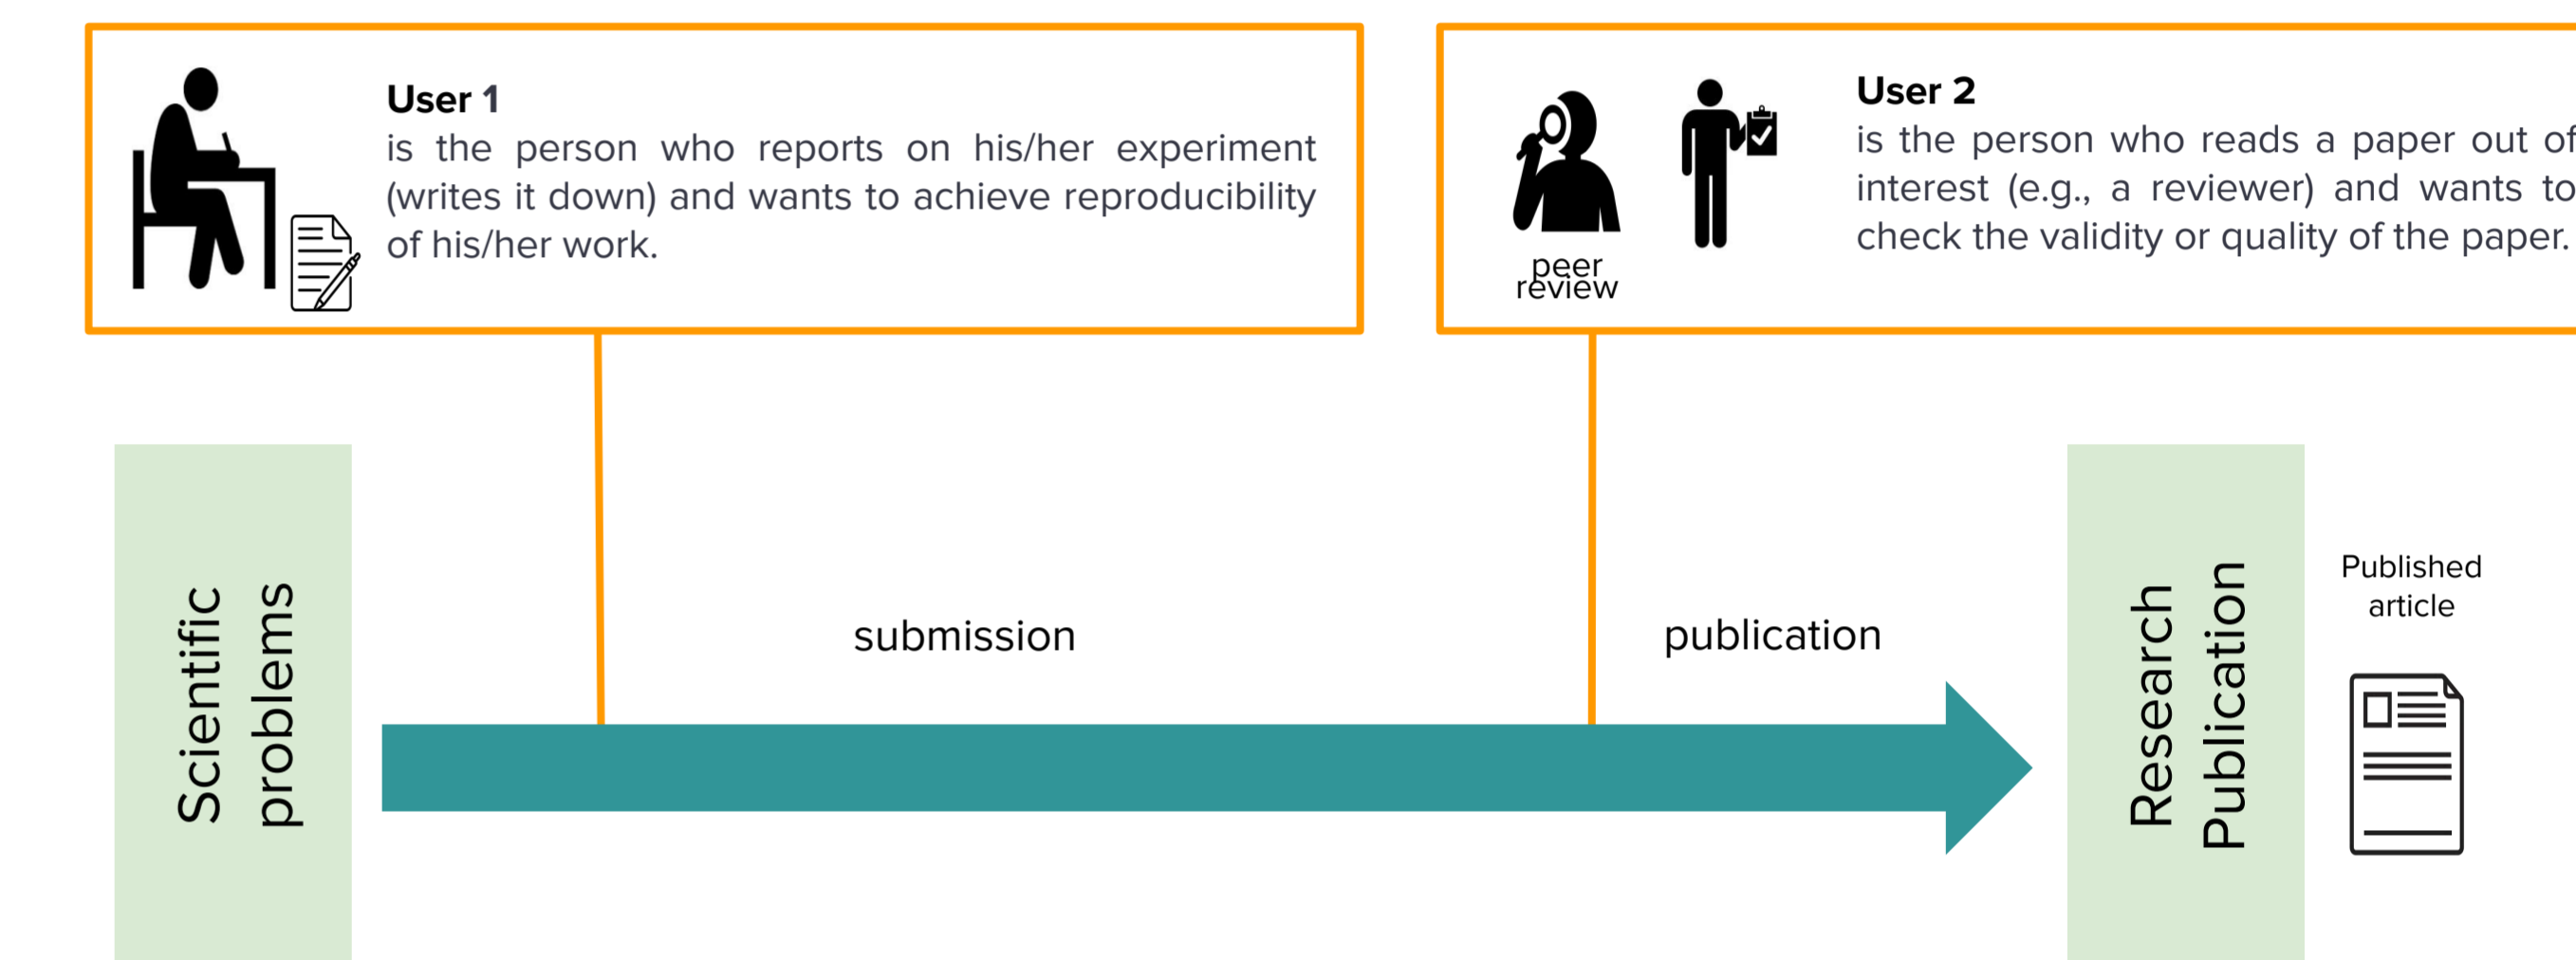 User 1
is the person who reports on his/her experiment
(writes it down) and wants to achieve reproducibility
of his/her work.
User 2
is the person who reads a paper out of
interest (e.g., a reviewer) and wants to
check the validity or quality of the paper.
peer
review
Scientific
problems
submission
publication
Research
Publication
Published
article